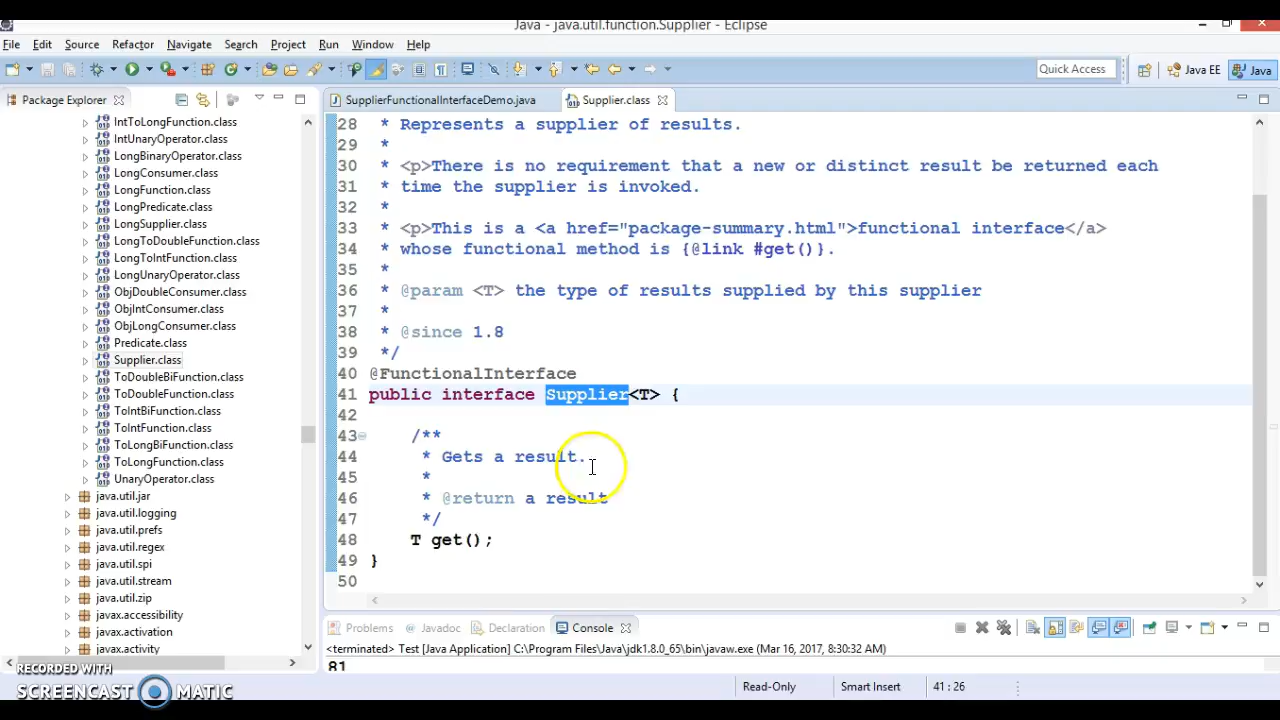 Java - java.util.function.Supplier - Eclipse
File Edit Source Refactor Navigate Search Project Run Window Help
Quick Access Java EE Java
Package Explorer
IntToLongFunction.class
IntUnaryOperator.class
LongBinaryOperator.class
LongConsumer.class
LongFunction.class
LongPredicate.class
LongSupplier.class
LongToDoubleFunction.class
LongToIntFunction.class
LongUnaryOperator.class
ObjDoubleConsumer.class
ObjIntConsumer.class
ObjLongConsumer.class
Predicate.class
Supplier.class
ToDoubleBiFunction.class
ToDoubleFunction.class
ToIntBiFunction.class
ToIntFunction.class
ToLongBiFunction.class
ToLongFunction.class
UnaryOperator.class
java.util.jar
java.util.logging
java.util.prefs
java.util.regex
java.util.spi
java.util.stream
java.util.zip
javax.accessibility
javax.activation
javax.activity
SupplierFunctionalInterfaceDemo.java Supplier.class
28 * Represents a supplier of results.
29 *
30 * <p>There is no requirement that a new or distinct result be returned each
31 * time the supplier is invoked.
32 *
33 * <p>This is a <a href="package-summary.html">functional interface</a>
34 * whose functional method is {@link #get()}.
35 *
36 * @param <T> the type of results supplied by this supplier
37 *
38 * @since 1.8
39 */
40 @FunctionalInterface
41 public interface Supplier<T> {
42
43 /**
44 * Gets a result.
45 *
46 * @return a result
47 */
48 T get();
49 }
50
Problems Javadoc Declaration Console
<terminated> Test [Java Application] C:\Program Files\Java\jdk1.8.0_65\bin\javaw.exe (Mar 16, 2017, 8:30:32 AM)
81
Read-Only Smart Insert 41 : 26
RECORDED WITH
SCREENCAST MATIC